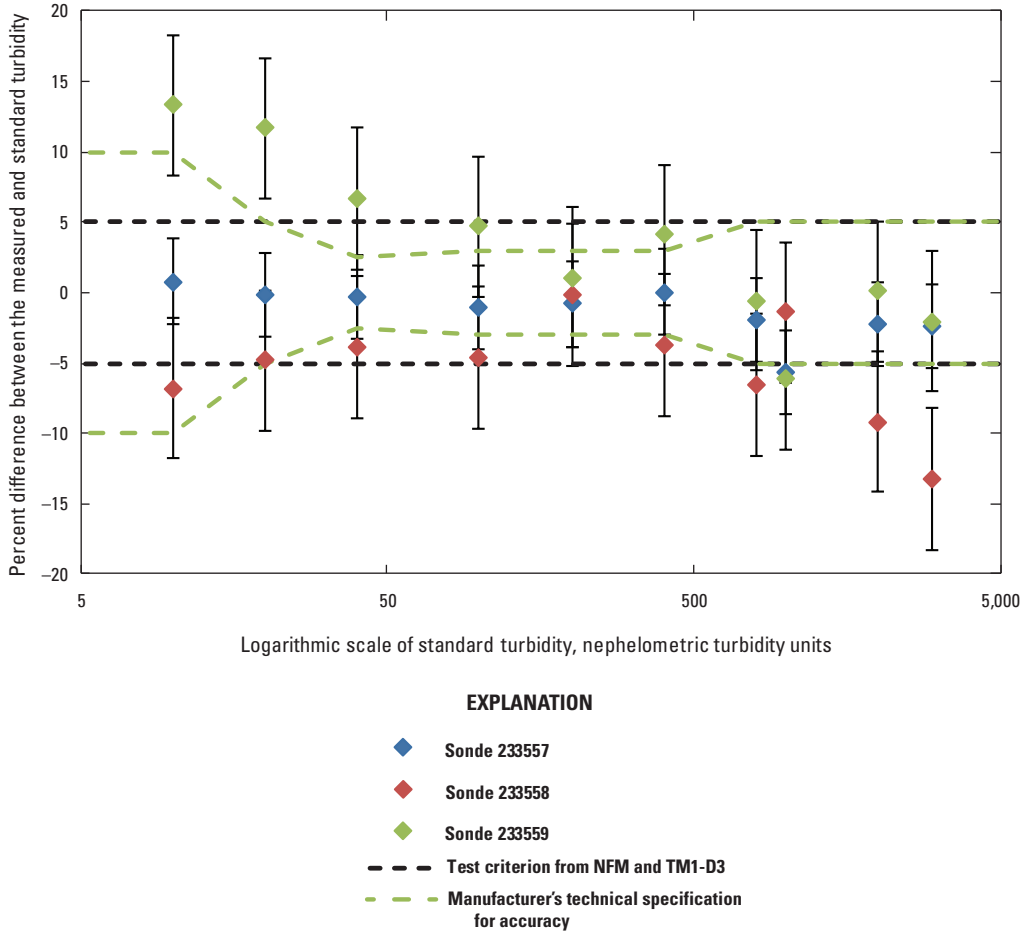 Percent difference between the measured and standard turbidity
20
15
10
5
0
–5
–10
–15
–20
5
50
500
5,000
Logarithmic scale of standard turbidity, nephelometric turbidity units
EXPLANATION
Sonde 233557
Sonde 233558
Sonde 233559
Test criterion from NFM and TM1-D3
Manufacturer's technical specification
for accuracy